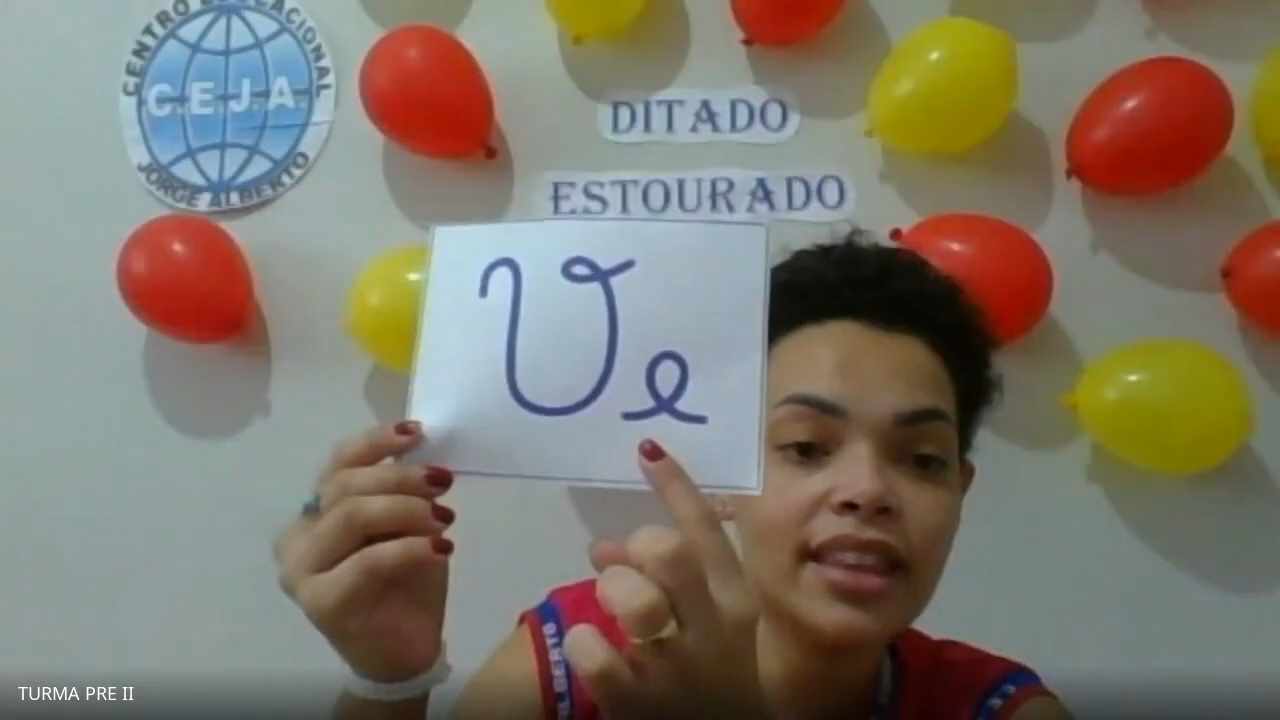 CENTRO EDUCACIONAL
C.E.J.A.
JORGE ALBERTO
DITADO
ESTOURADO
Ve
TURMA PRE II